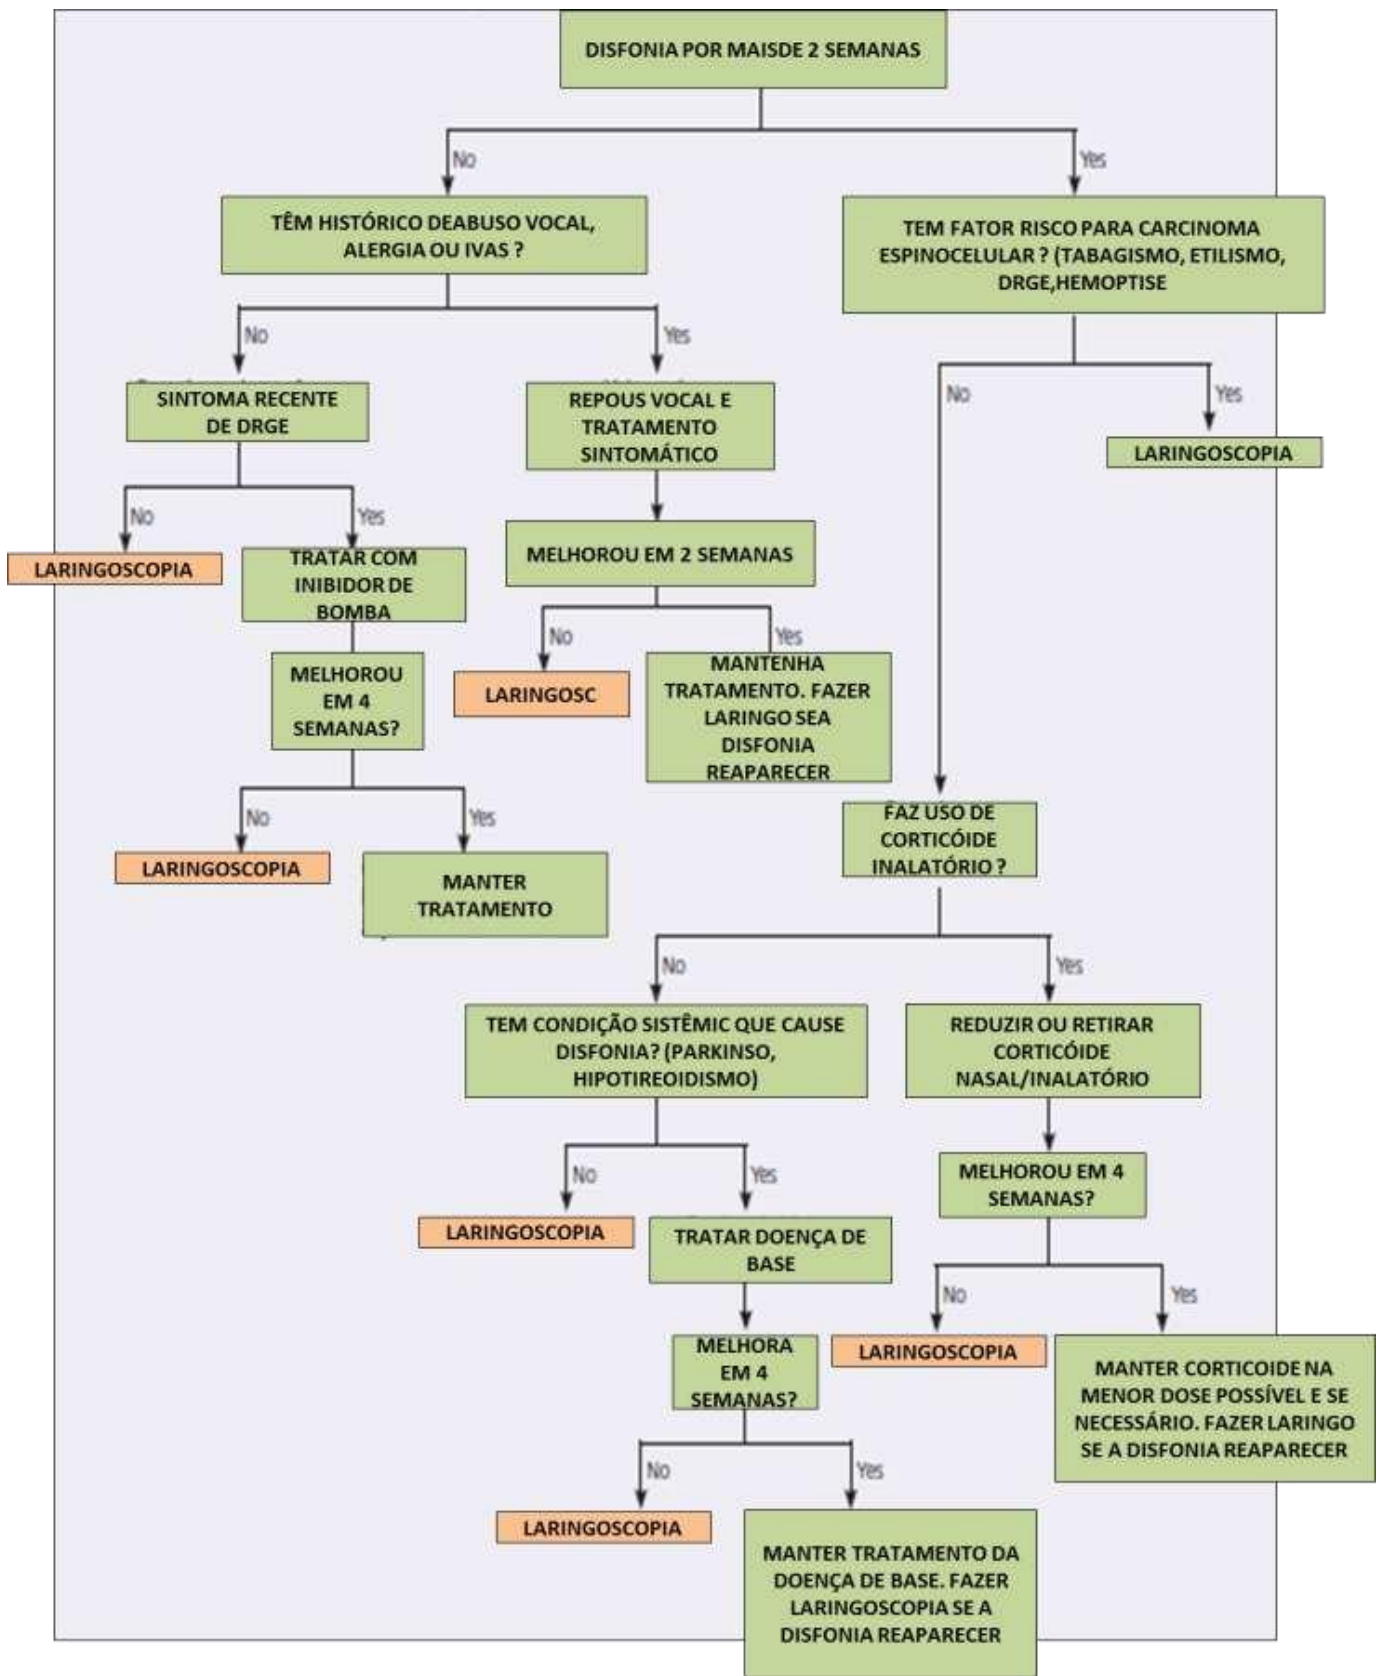 DISFONIA POR MAISDE 2 SEMANAS
No
Yes
TÊM HISTÓRICO DEABUSO VOCAL,
ALERGIA OU IVAS ?
TEM FATOR RISCO PARA CARCINOMA
ESPINOCELULAR ? (TABAGISMO, ETILISMO,
DRGE,HEMOPTISE
No
Yes
No
Yes
SINTOMA RECENTE
DE DRGE
REPOUS VOCAL E
TRATAMENTO
SINTOMÁTICO
LARINGOSCOPIA
No
Yes
LARINGOSCOPIA
TRATAR COM
INIBIDOR DE
BOMBA
MELHOROU EM 2 SEMANAS
No
Yes
MELHOROU
EM 4
SEMANAS?
LARINGOSC
MANTENHA
TRATAMENTO. FAZER
LARINGO SEA
DISFONIA
REAPARECER
No
Yes
LARINGOSCOPIA
MANTER
TRATAMENTO
FAZ USO DE
CORTICÓIDE
INALATÓRIO ?
No
Yes
TEM CONDIÇÃO SISTÊMIC QUE CAUSE
DISFONIA? (PARKINSO,
HIPOTIREOIDISMO)
REDUZIR OU RETIRAR
CORTICÓIDE
NASAL/INALATÓRIO
No
Yes
MELHOROU EM 4
SEMANAS?
LARINGOSCOPIA
TRATAR DOENÇA DE
BASE
No
Yes
MELHORA
EM 4
SEMANAS?
LARINGOSCOPIA
MANTER CORTICOIDE NA
MENOR DOSE POSSÍVEL E SE
NECESSÁRIO. FAZER LARINGO
SE A DISFONIA REAPARECER
No
Yes
LARINGOSCOPIA
MANTER TRATAMENTO DA
DOENÇA DE BASE. FAZER
LARINGOSCOPIA SE A
DISFONIA REAPARECER